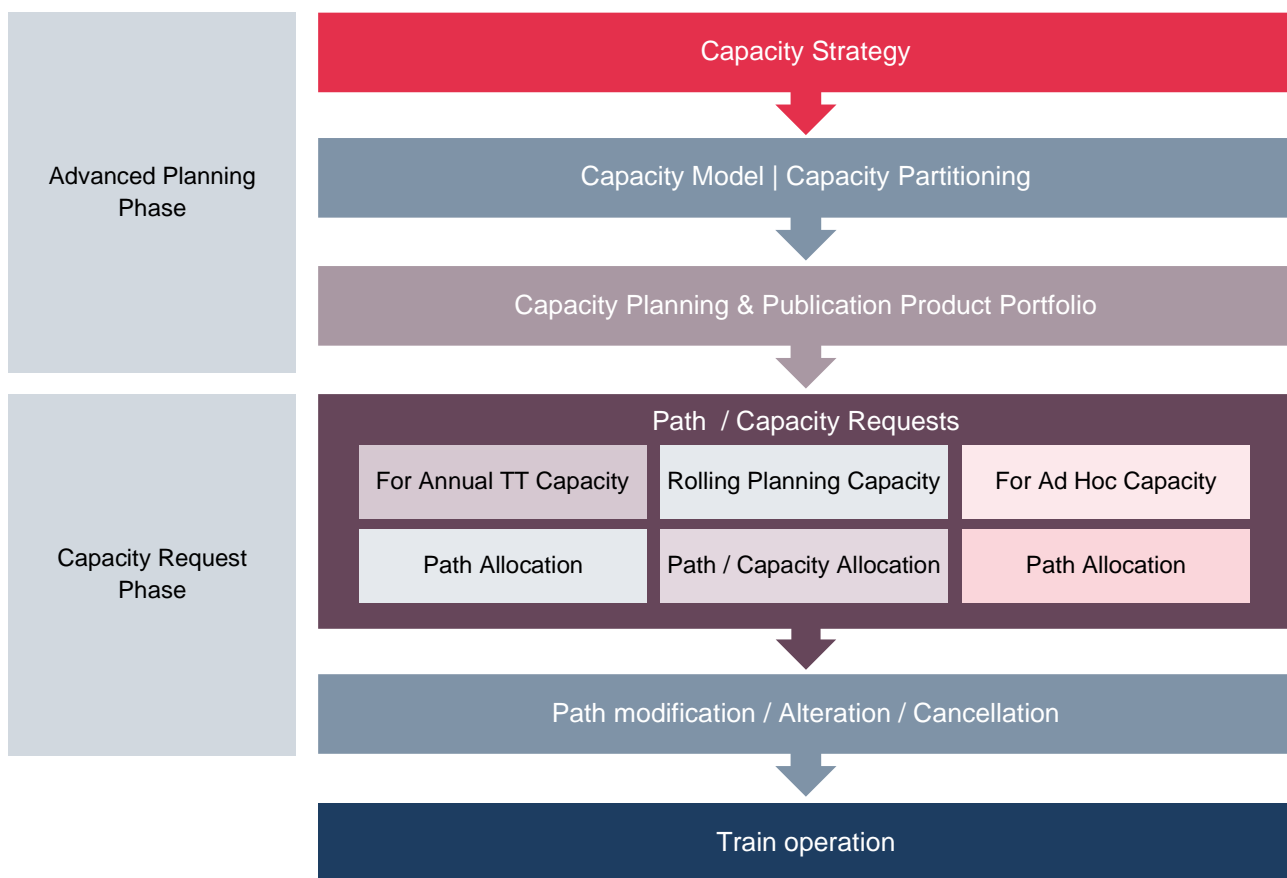 Capacity Strategy
Advanced Planning
Phase
Capacity Model | Capacity Partitioning
Capacity Planning & Publication Product Portfolio
Path / Capacity Requests
For Annual TT Capacity
Rolling Planning Capacity
For Ad Hoc Capacity
Capacity Request
Phase
Path Allocation
Path / Capacity Allocation
Path Allocation
Path modification / Alteration / Cancellation
Train operation